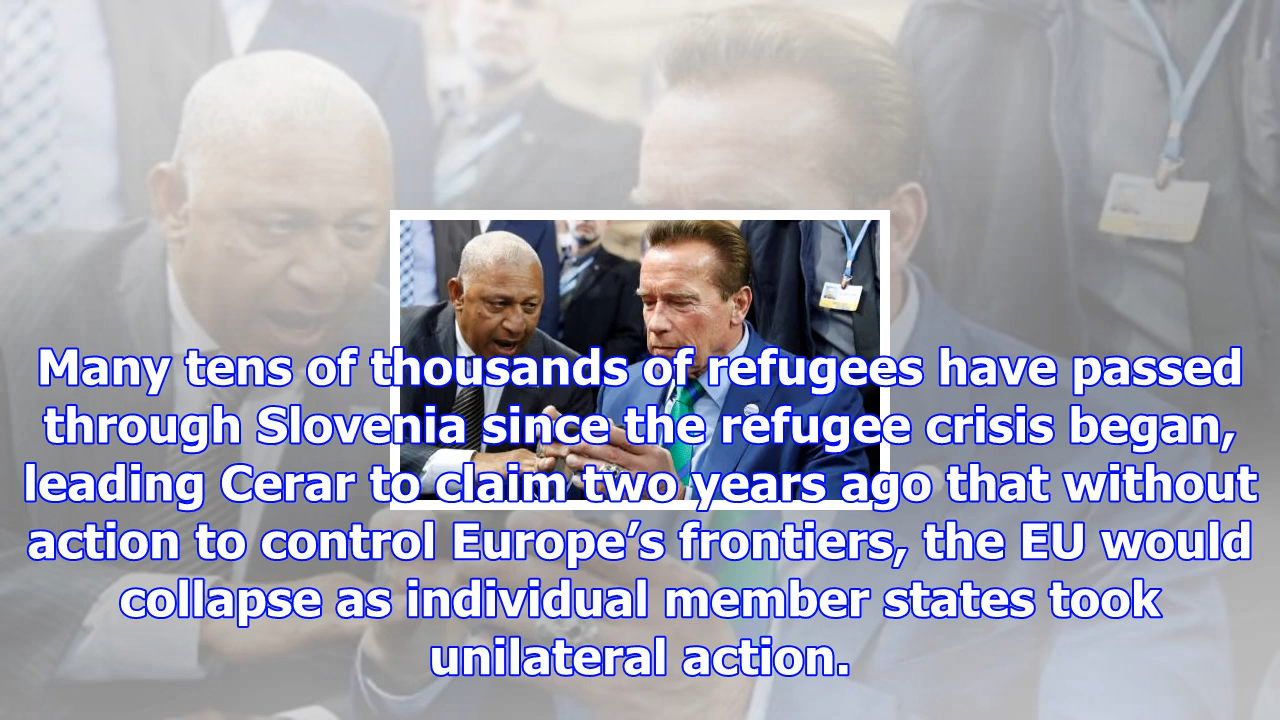 Many tens of thousands of refugees have passed
through Slovenia since the refugee crisis began,
leading Cerar to claim two years ago that without
action to control Europe’s frontiers, the EU would
collapse as individual member states took
unilateral action.